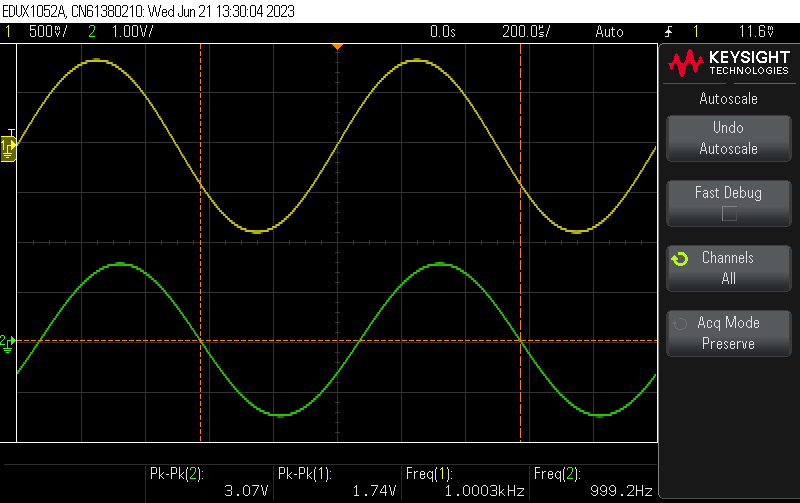 EDUX1052A, CN61380210: Wed Jun 21 13:30:04 2023
1 500mV/ 2 1.00V/ 0.0s 200.0µs/ Auto 1 11.6mV
KEYSIGHT
TECHNOLOGIES
Autoscale
Undo
Autoscale
Fast Debug
Channels
All
Acq Mode
Preserve
T
1
2
Pk-Pk(2): Pk-Pk(1): Freq(1): Freq(2):
3.07V 1.74V 1.0003kHz 999.2Hz